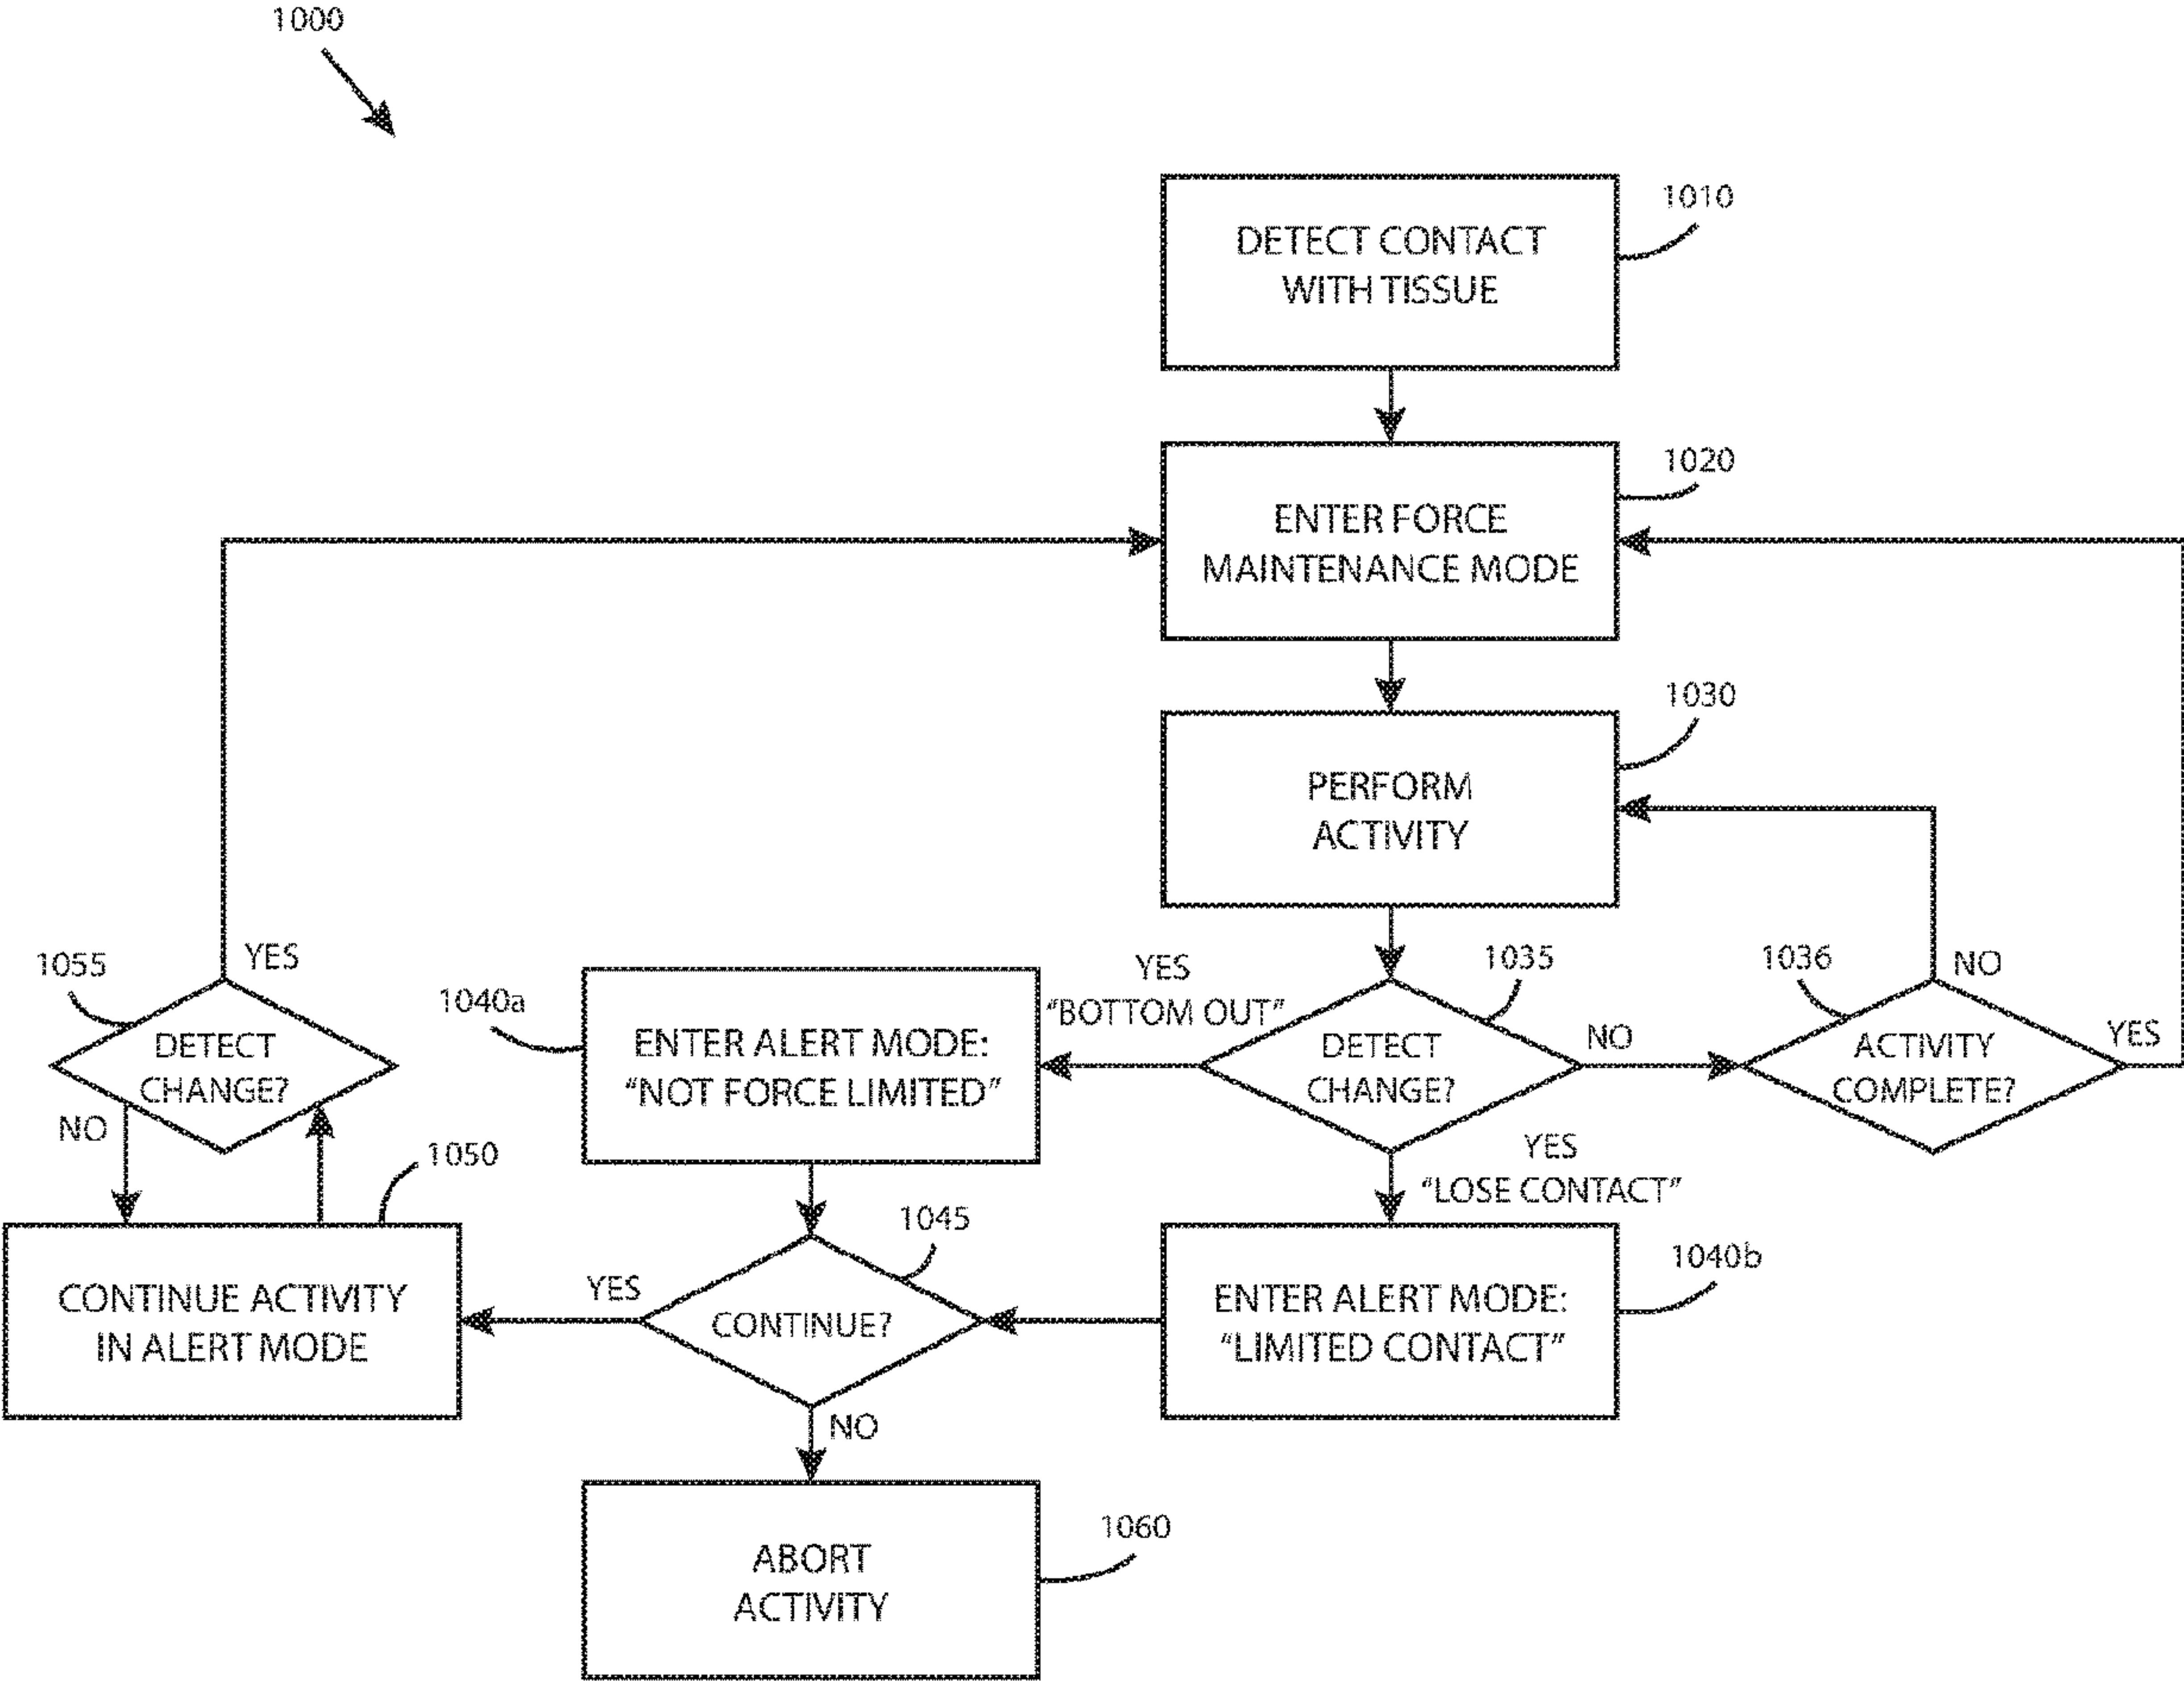 1000
DETECT CONTACT
WITH TISSUE
1010
ENTER FORCE
MAINTENANCE MODE
1020
PERFORM
ACTIVITY
1030
1055
YES
DETECT
CHANGE?
NO
1040a
ENTER ALERT MODE:
"NOT FORCE LIMITED"
YES
"BOTTOM OUT"
1035
DETECT
CHANGE?
NO
1036
NO
ACTIVITY
COMPLETE?
YES
YES
"LOSE CONTACT"
1050
CONTINUE ACTIVITY
IN ALERT MODE
YES
1045
CONTINUE?
NO
1040b
ENTER ALERT MODE:
"LIMITED CONTACT"
ABORT
ACTIVITY
1060